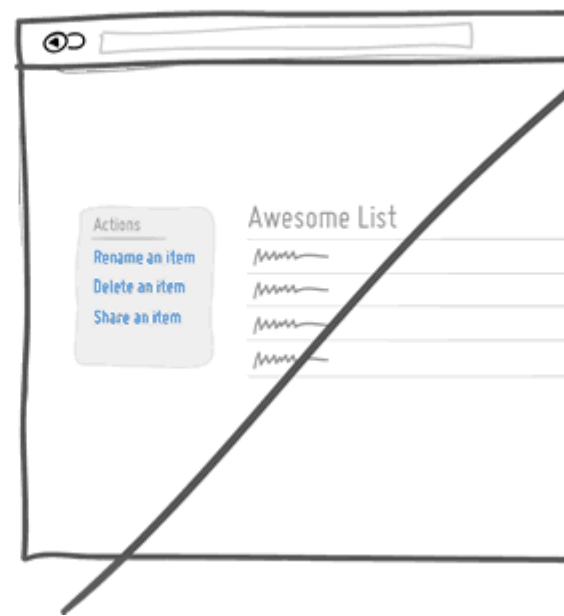 Actions
Rename an item
Delete an item
Share an item
Awesome List